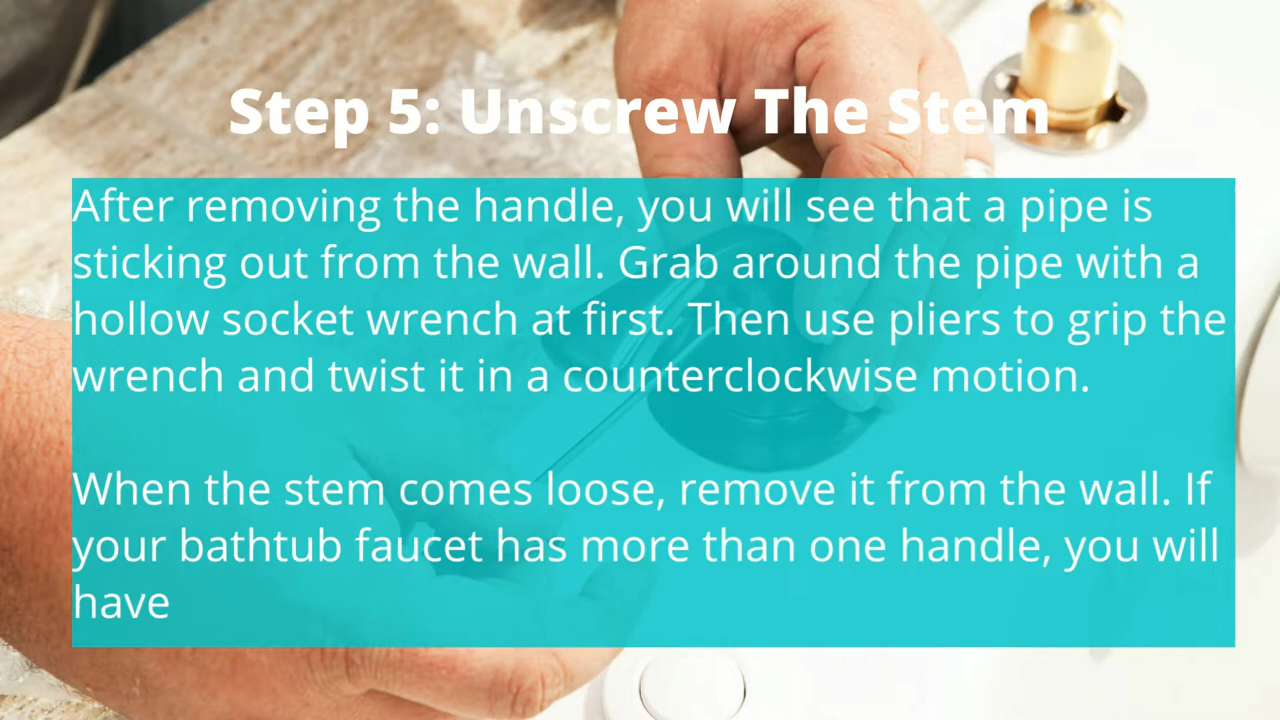 Step 5: Unscrew The Stem
After removing the handle, you will see that a pipe is
sticking out from the wall. Grab around the pipe with a
hollow socket wrench at first. Then use pliers to grip the
wrench and twist it in a counterclockwise motion.
When the stem comes loose, remove it from the wall. If
your bathtub faucet has more than one handle, you will
have